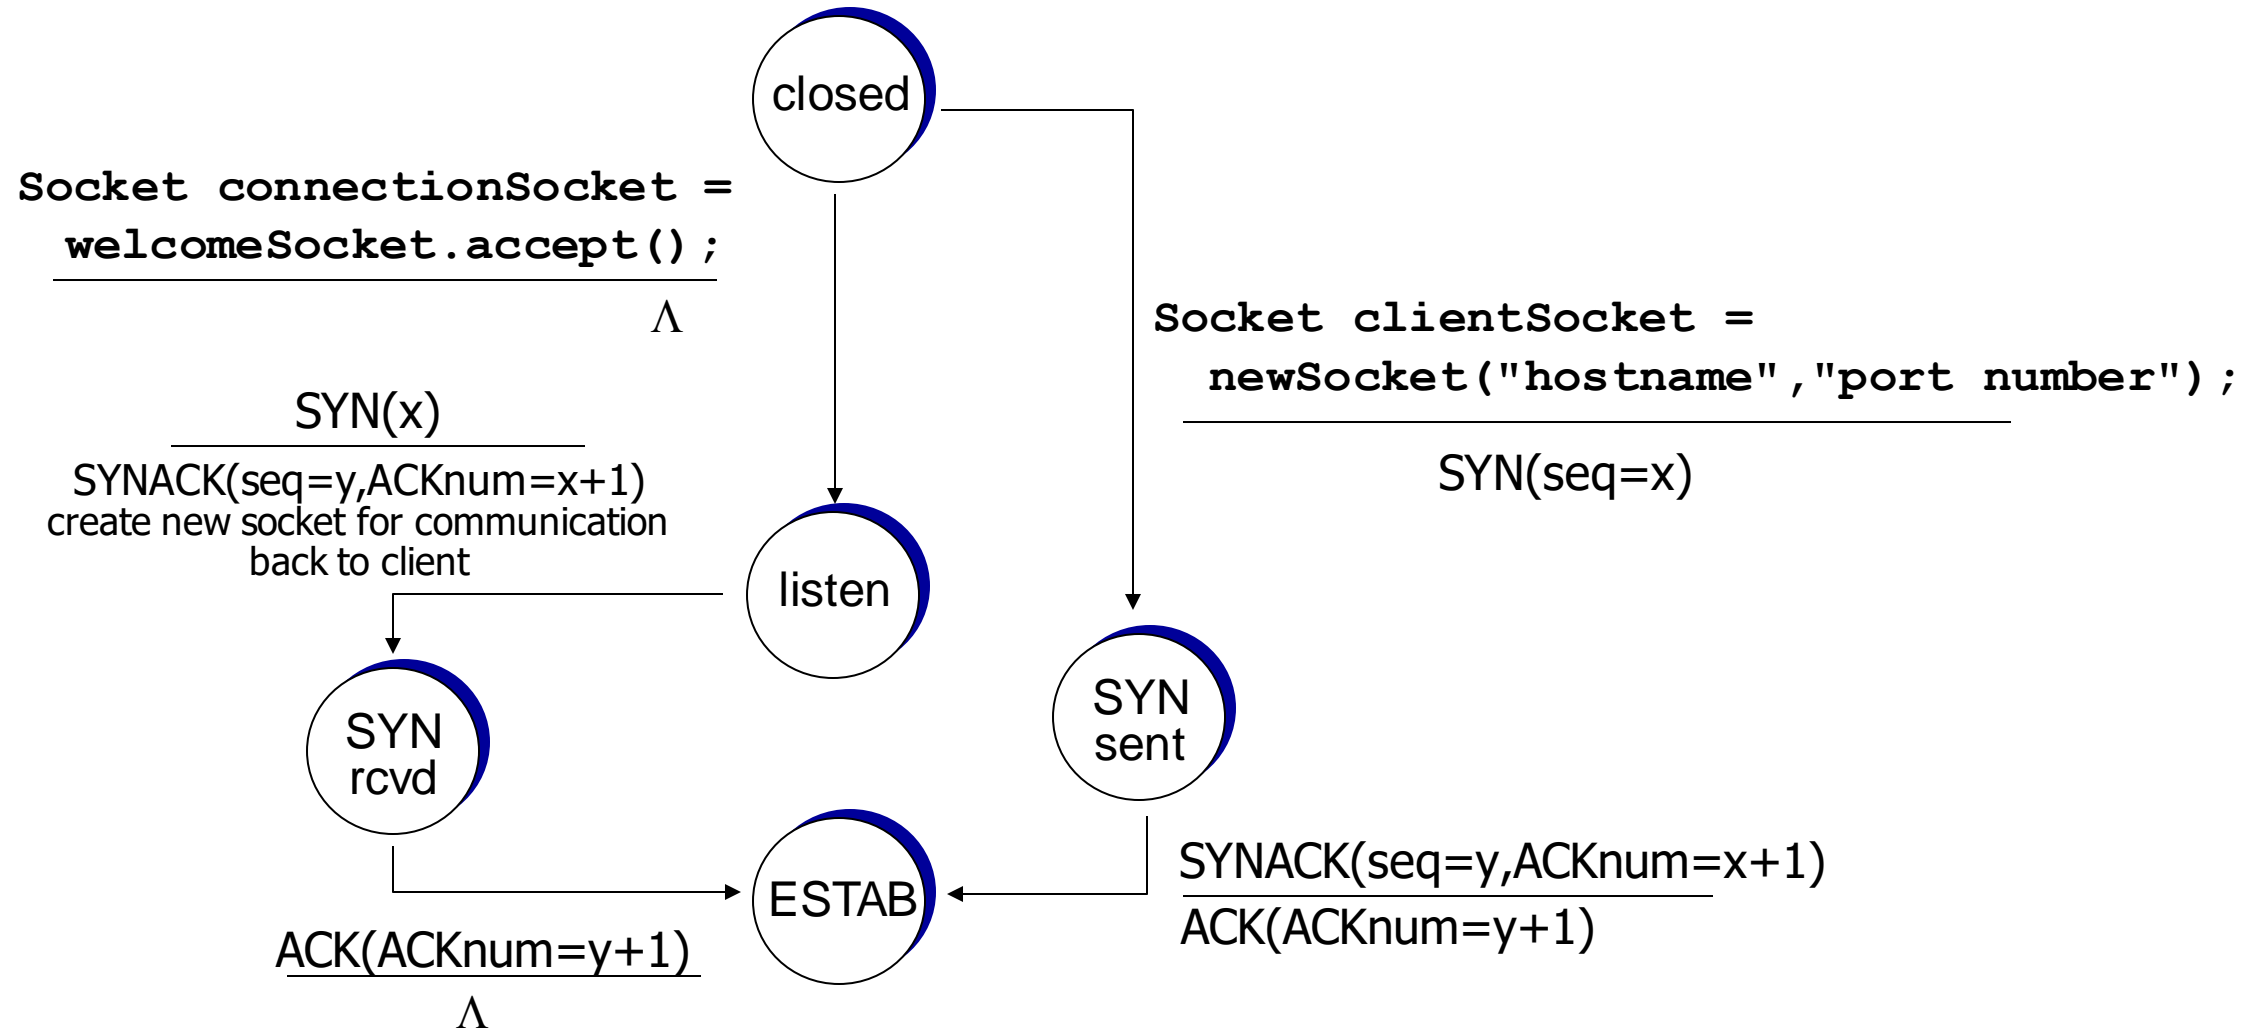 closed
Socket connectionSocket =
welcomeSocket.accept();
Λ
Socket clientSocket =
newSocket("hostname","port number");
SYN(seq=x)
SYN(x)
SYNACK(seq=y,ACKnum=x+1)
create new socket for communication
back to client
listen
SYN
rcvd
SYN
sent
ESTAB
SYNACK(seq=y,ACKnum=x+1)
ACK(ACKnum=y+1)
ACK(ACKnum=y+1)
Λ